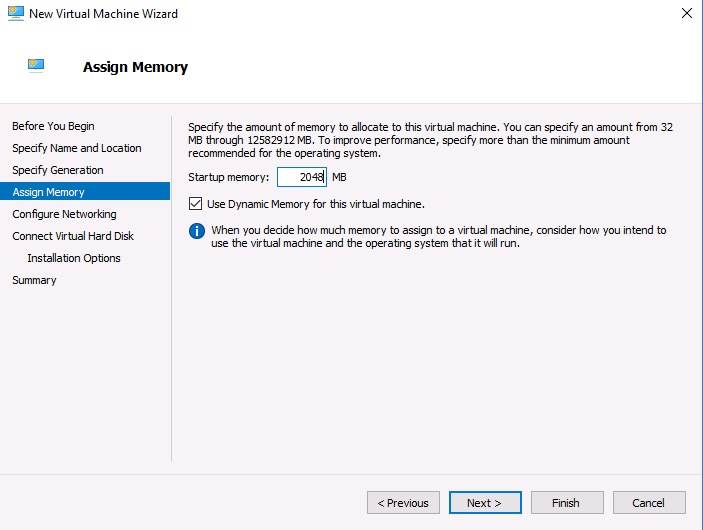 New Virtual Machine Wizard
Assign Memory
Before You Begin
Specify Name and Location
Specify Generation
Assign Memory
Configure Networking
Connect Virtual Hard Disk
Installation Options
Summary
Specify the amount of memory to allocate to this virtual machine. You can specify an amount from 32
MB through 12582912 MB. To improve performance, specify more than the minimum amount
recommended for the operating system.
Startup memory: 2048 MB
Use Dynamic Memory for this virtual machine.
When you decide how much memory to assign to a virtual machine, consider how you intend to
use the virtual machine and the operating system that it will run.
< Previous Next > Finish Cancel